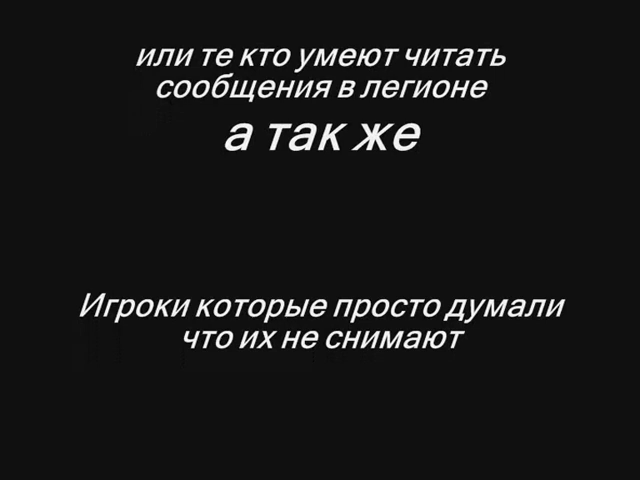 или те кто умеют читать
сообщения в легионе
а так же
Игроки которые просто думали
что их не снимают